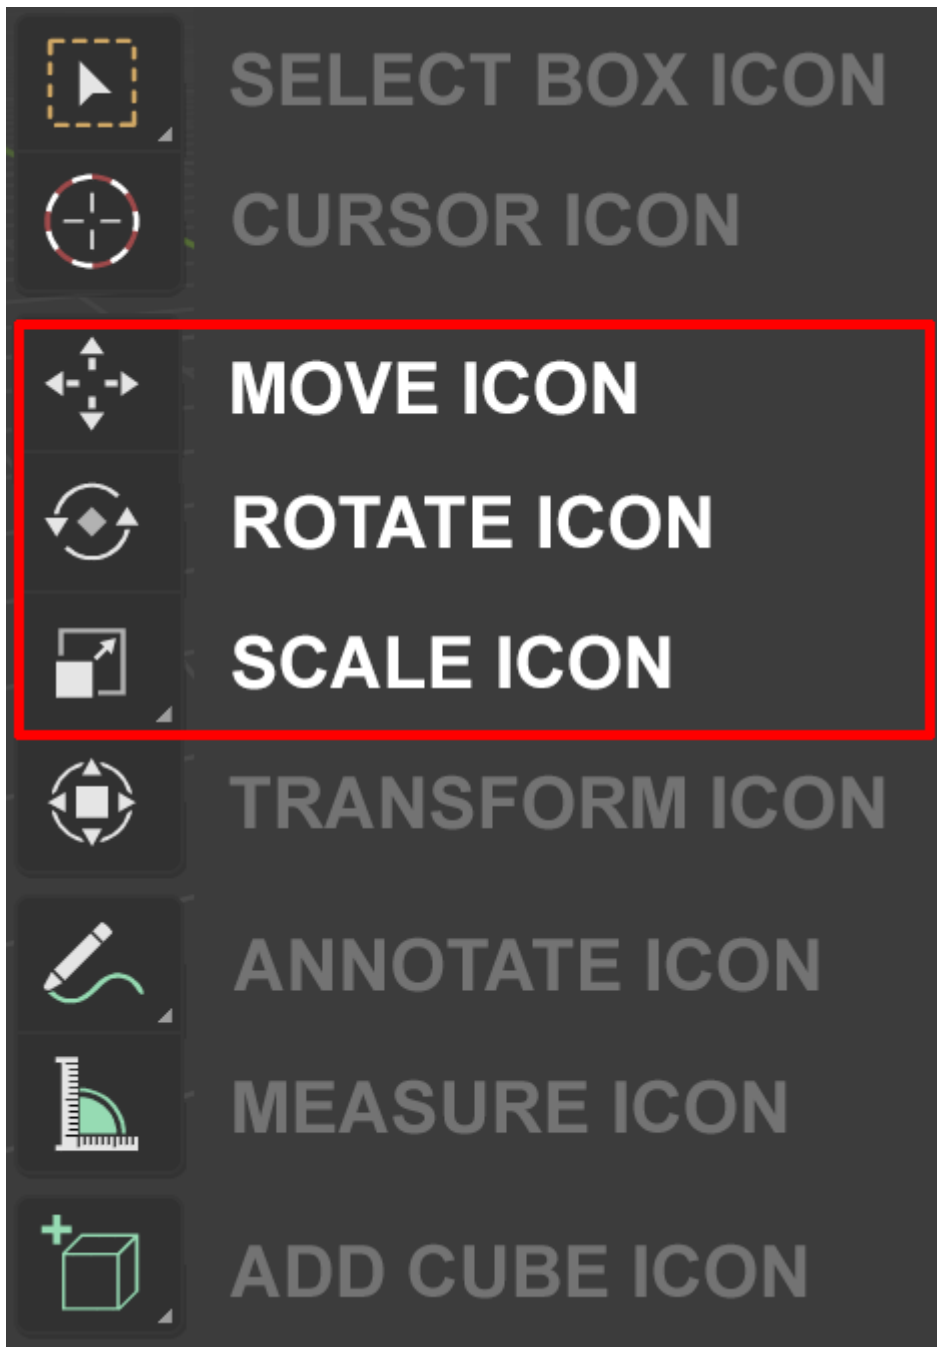 SELECT BOX ICON
CURSOR ICON
MOVE ICON
ROTATE ICON
SCALE ICON
TRANSFORM ICON
ANNOTATE ICON
MEASURE ICON
ADD CUBE ICON